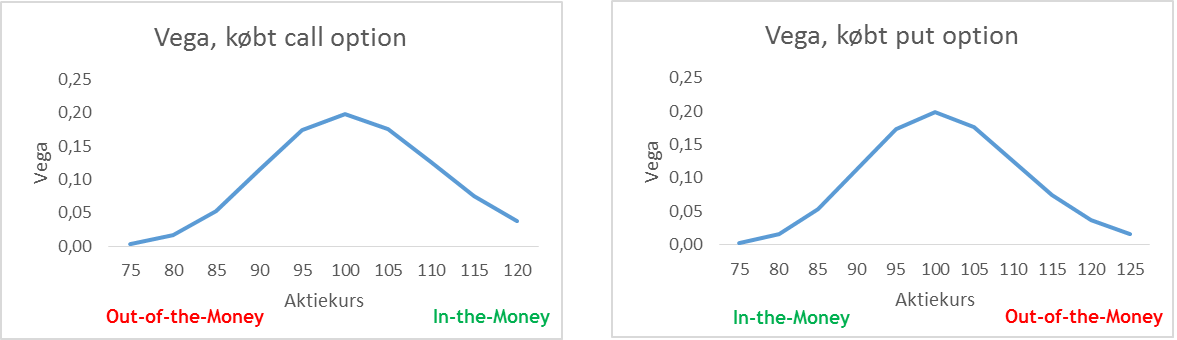 Vega, købt call option
0,25
0,20
0,15
0,10
0,05
0,00
Vega
75 80 85 90 95 100 105 110 115 120
Aktiekurs
Out-of-the-Money In-the-Money
Vega, købt put option
0,25
0,20
0,15
0,10
0,05
0,00
Vega
75 80 85 90 95 100 105 110 115 120 125
Aktiekurs
In-the-Money Out-of-the-Money